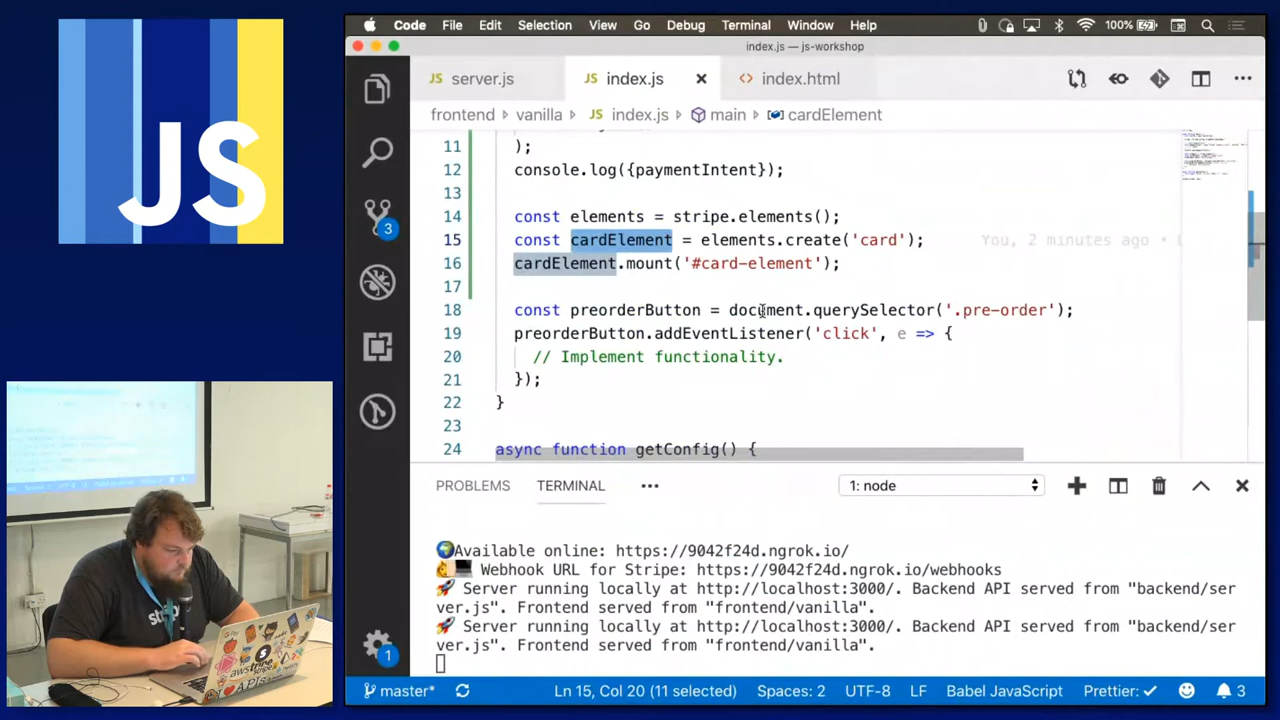 JS
Code File Edit Selection View Go Debug Terminal Window Help 100%
index.js — js-workshop
JS server.js
JS index.js
<> index.html
frontend
vanilla
JS index.js
main
cardElement
11 );
12 console.log({paymentIntent});
13
14 const elements = stripe.elements();
15 const cardElement = elements.create('card'); You, 2 minutes ago •
16 cardElement.mount('#card-element');
17
18 const preorderButton = document.querySelector('.pre-order');
19 preorderButton.addEventListener('click', e => {
20 // Implement functionality.
21 });
22 }
23
24 async function getConfig() {
3
1
PROBLEMS TERMINAL ••• 1: node
Available online: https://9042f24d.ngrok.io/
Webhook URL for Stripe: https://9042f24d.ngrok.io/webhooks
Server running locally at http://localhost:3000/. Backend API served from "backend/ser
ver.js". Frontend served from "frontend/vanilla".
Server running locally at http://localhost:3000/. Backend API served from "backend/ser
ver.js". Frontend served from "frontend/vanilla".
master* Ln 15, Col 20 (11 selected) Spaces: 2 UTF-8 LF Babel JavaScript Prettier: ✓ 3
S
aws stripe
API